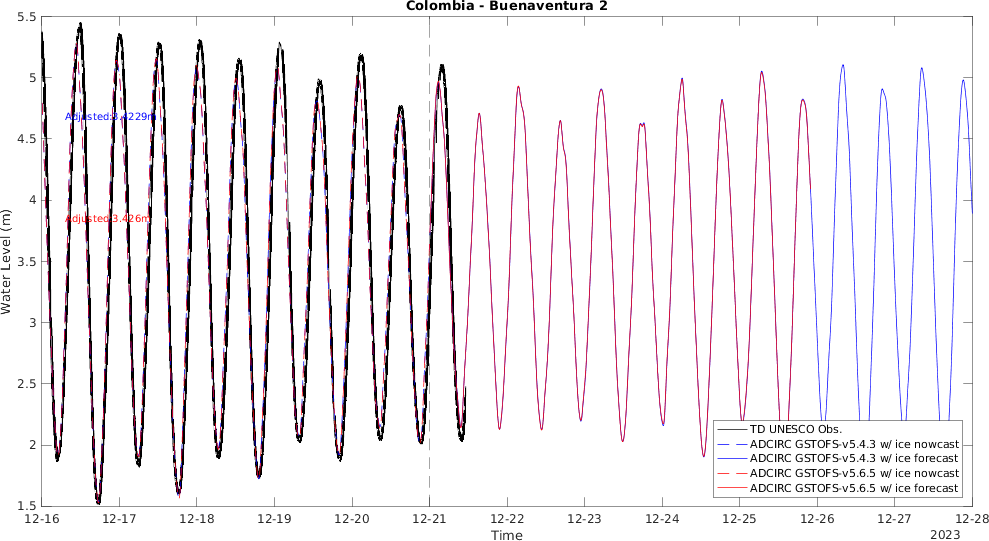 Colombia - Buenaventura 2
5.5
5
4.5
4
3.5
3
2.5
2
1.5
Water Level (m)
Adjusted:3.4229m
Adjusted:3.426m
TD UNESCO Obs.
ADCIRC GSTOFS-v5.4.3 w/ ice nowcast
ADCIRC GSTOFS-v5.4.3 w/ ice forecast
ADCIRC GSTOFS-v5.6.5 w/ ice nowcast
ADCIRC GSTOFS-v5.6.5 w/ ice forecast
12-16 12-17 12-18 12-19 12-20 12-21 12-22 12-23 12-24 12-25 12-26 12-27 12-28
Time
2023